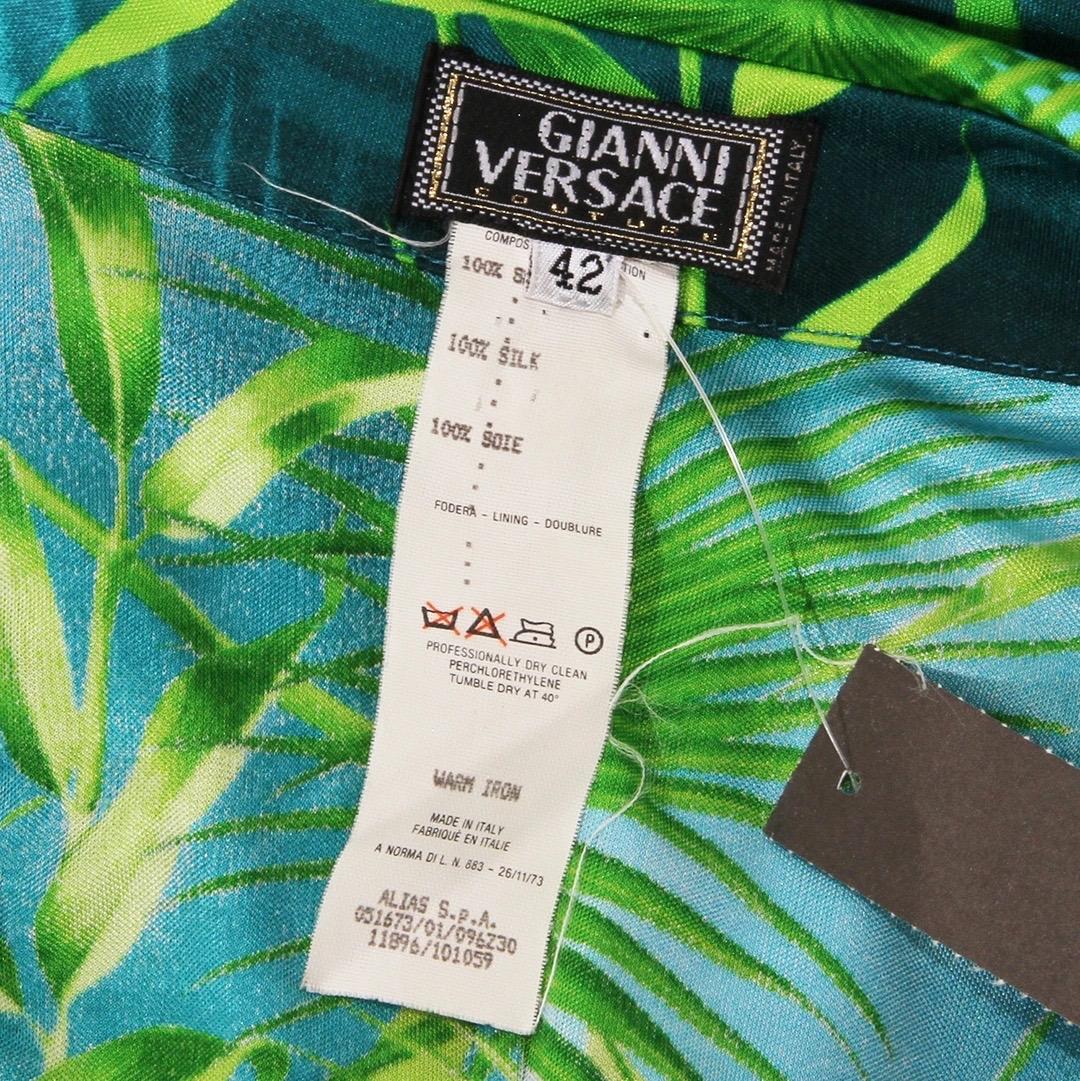 GIANNI
VERSACE
COUTURE
MADE IN ITALY
42
100%
100% SILK
100% SOIE
FODERA - LINING - DOUBLURE
P
PROFESSIONALLY DRY CLEAN
PERCHLORETHYLENE
TUMBLE DRY AT 40°
WARM IRON
MADE IN ITALY
FABRIQUÉ EN ITALIE
A NORMA DI L. N. 883 - 26/11/73
ALIAS S.p.A.
051673/01/096230
11896/101059